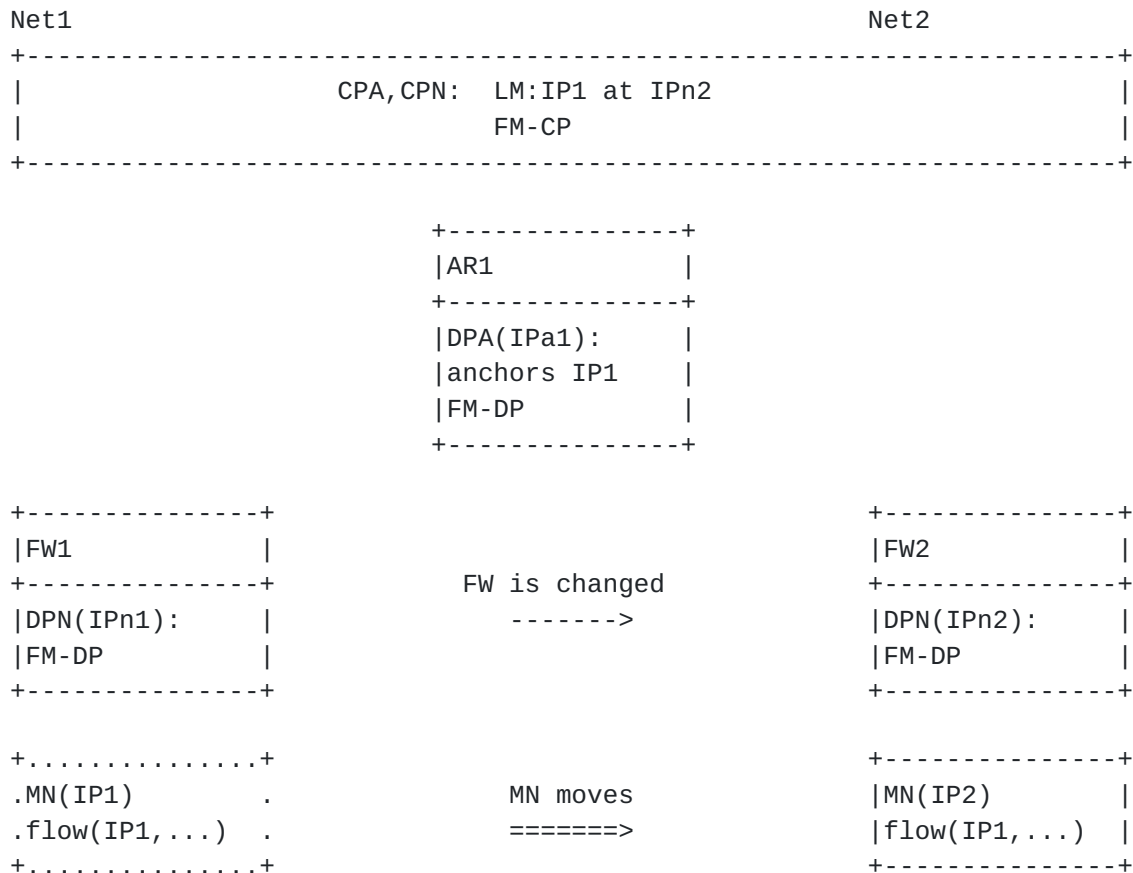 Net1                                                  Net2
+---------------------------------------------------------------------+
|                   CPA,CPN:  LM:IP1 at IPn2                          |
|                             FM-CP                                   |
+---------------------------------------------------------------------+
+---------------+
|AR1            |
+---------------+
|DPA(IPa1):     |
|anchors IP1    |
|FM-DP          |
+---------------+
+---------------+                                     +---------------+
|FW1            |                                     |FW2            |
+---------------+            FW is changed            +---------------+
|DPN(IPn1):     |               ------->              |DPN(IPn2):     |
|FM-DP          |                                     |FM-DP          |
+---------------+                                     +---------------+
+...............+                                     +---------------+
.MN(IP1)        .               MN moves              |MN(IP2)        |
.flow(IP1,...)  .               =======>              |flow(IP1,...)  |
+...............+                                     +---------------+